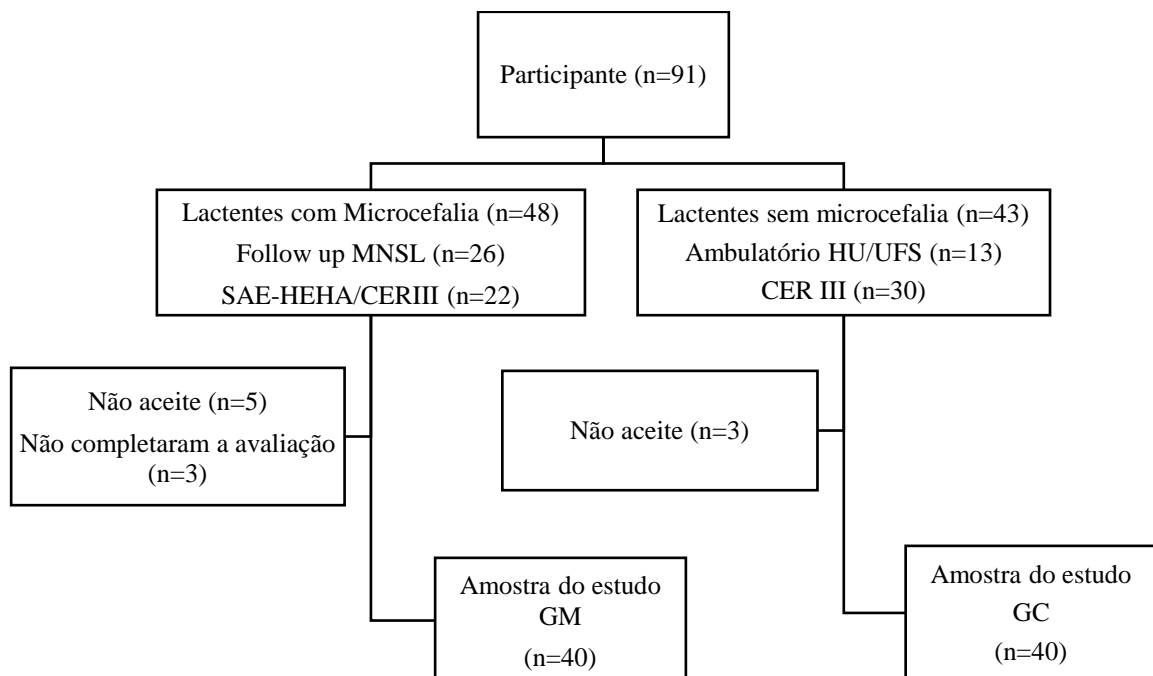 Participante (n=91)
Lactentes com Microcefalia (n=48)
Follow up MNSL (n=26)
SAE-HEHA/CERIII (n=22)
Lactentes sem microcefalia (n=43)
Ambulatório HU/UFS (n=13)
CER III (n=30)
Não aceite (n=5)
Não completaram a avaliação
(n=3)
Não aceite (n=3)
Amostra do estudo
GM
(n=40)
Amostra do estudo
GC
(n=40)